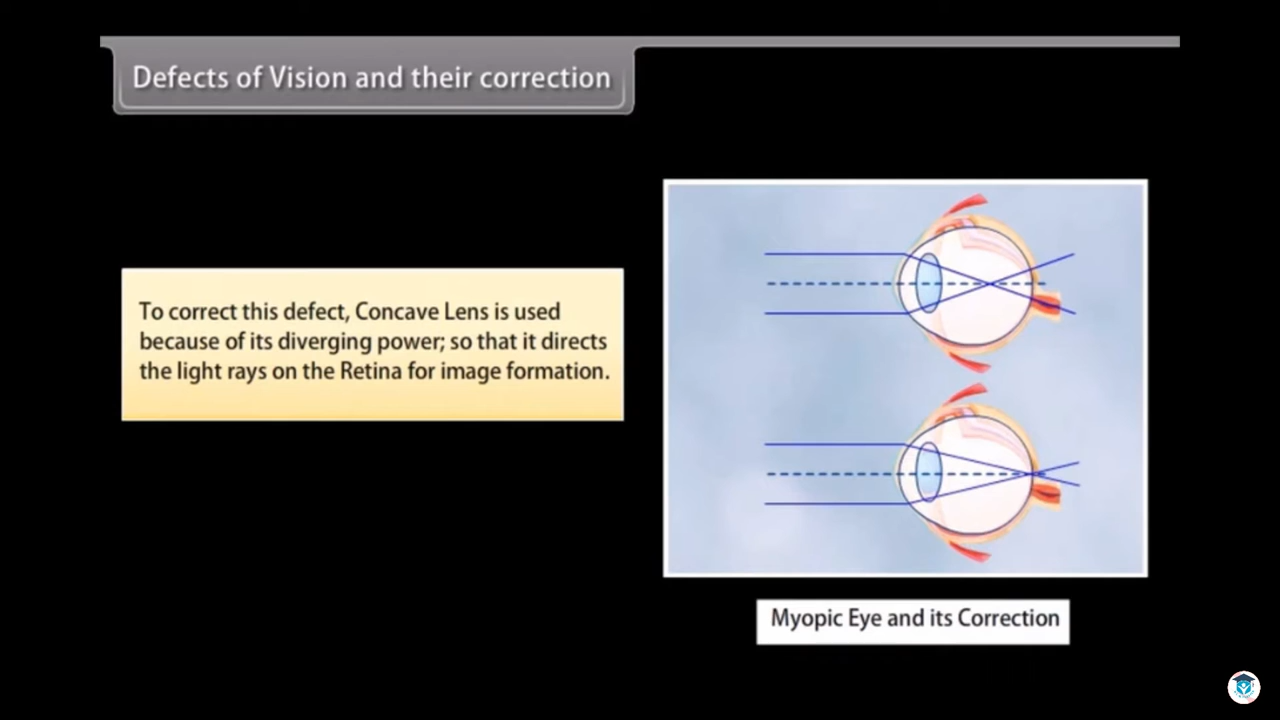 Defects of Vision and their correction
To correct this defect, Concave Lens is used
because of its diverging power; so that it directs
the light rays on the Retina for image formation.
Myopic Eye and its Correction